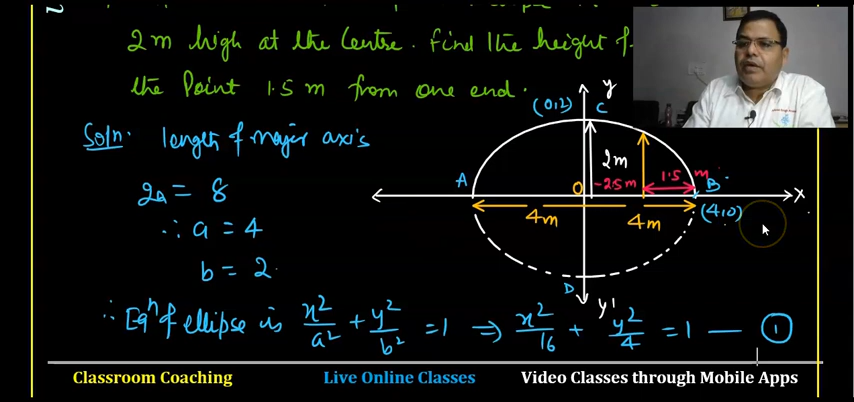 2m high at the Centre. Find the height of
the Point 1.5 m from one end.
Soln. length of major axis
2a = 8
∴ a = 4
b = 2
∴ Eqn of ellipse is x²/a² + y²/b² = 1 ⇒ x²/16 + y²/4 = 1 — ①
y
(0,2) C
2m
A
O
-2.5m
1.5 m
B
X
4m
4m
(4,0)
D
y'
Classroom Coaching
Live Online Classes
Video Classes through Mobile Apps